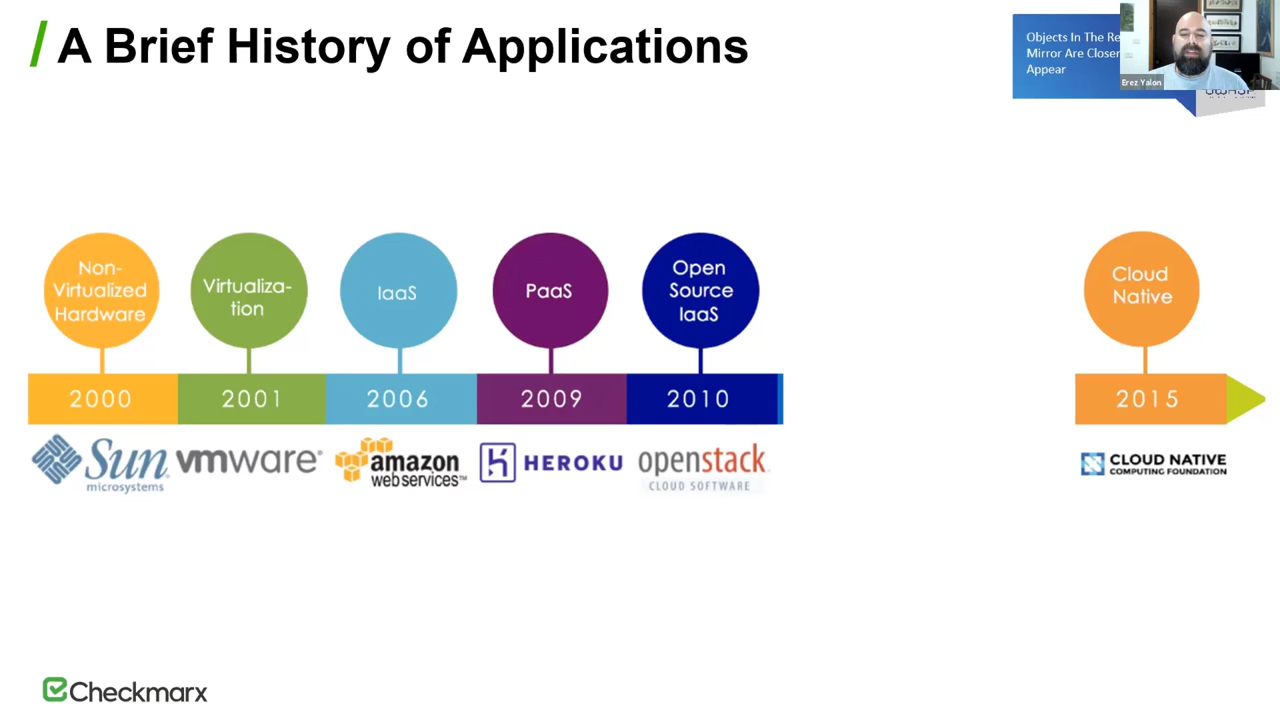 / A Brief History of Applications
Objects In The Re
Mirror Are Closer
Appear
Erez Yalon
Non-
Virtualized
Hardware
Virtualiza-
tion
IaaS
PaaS
Open
Source
IaaS
Cloud
Native
2000
2001
2006
2009
2010
2015
Sun
microsystems
vmware
amazon
webservices™
HEROKU
openstack
CLOUD SOFTWARE
CLOUD NATIVE
COMPUTING FOUNDATION
Checkmarx